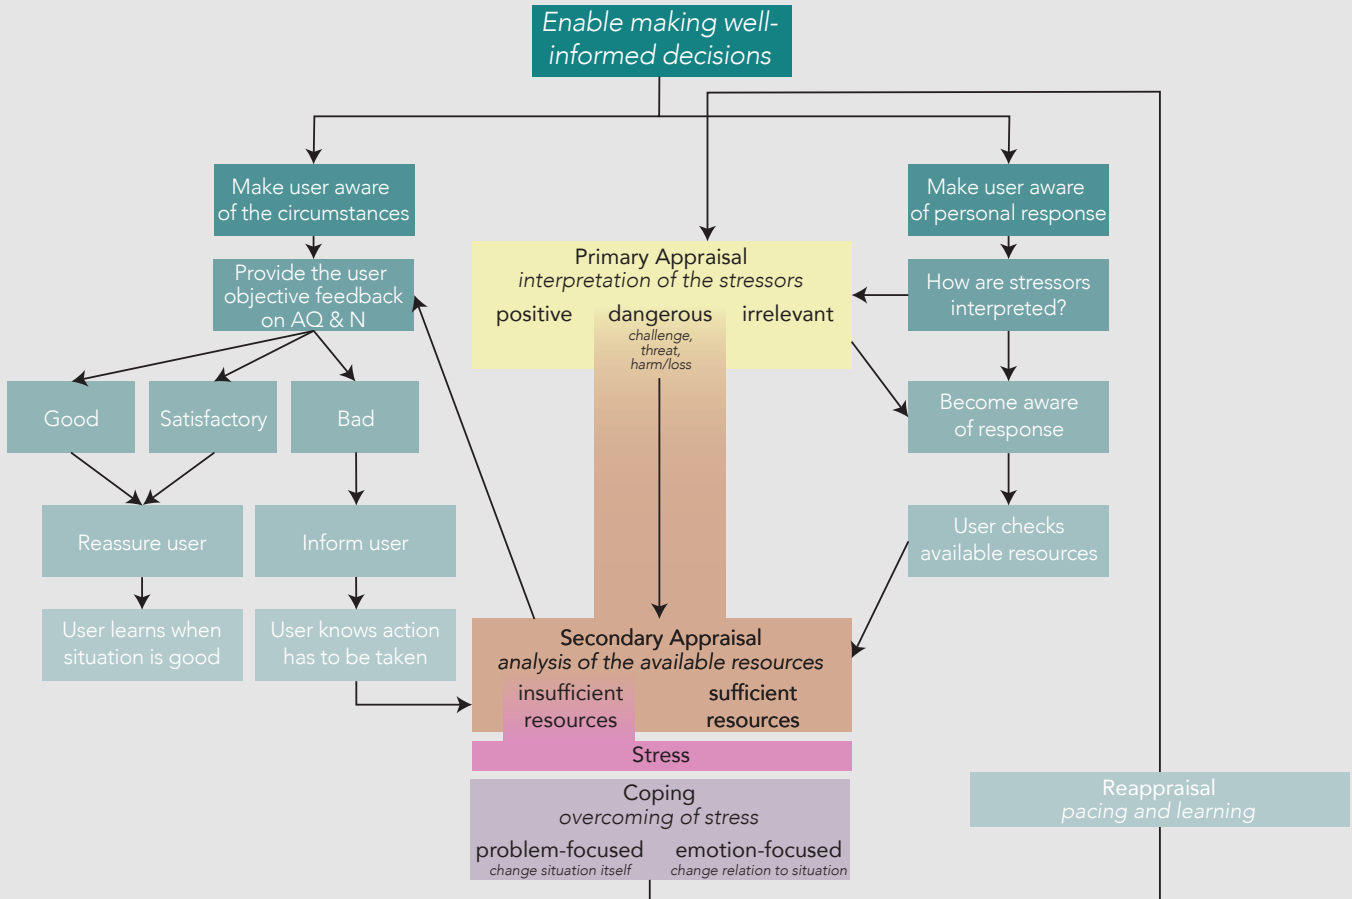 Enable making well-
informed decisions
Make user aware
of the circumstances
Make user aware
of personal response
Provide the user
objective feedback
on AQ & N
Primary Appraisal
interpretation of the stressors
positive
dangerous
irrelevant
challenge,
threat,
harm/loss
How are stressors
interpreted?
Good
Satisfactory
Bad
Become aware
of response
Reassure user
Inform user
User checks
available resources
User learns when
situation is good
User knows action
has to be taken
Secondary Appraisal
analysis of the available resources
insufficient
resources
sufficient
resources
Stress
Coping
overcoming of stress
problem-focused
change situation itself
emotion-focused
change relation to situation
Reappraisal
pacing and learning